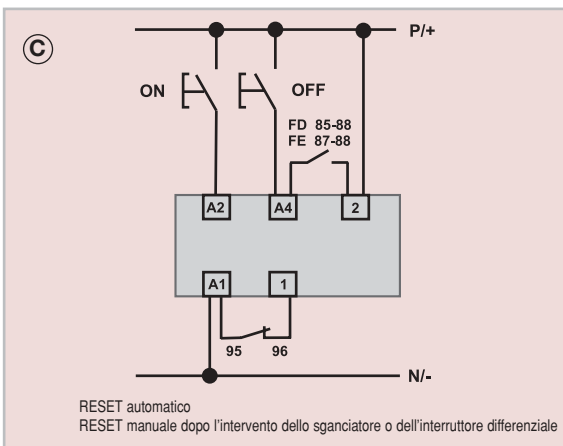 C
P/+
ON
OFF
FD 85-88
FE 87-88
A2
A4
2
A1
1
95 96
N/-
RESET automatico
RESET manuale dopo l'intervento dello sganciatore o dell'interruttore differenziale